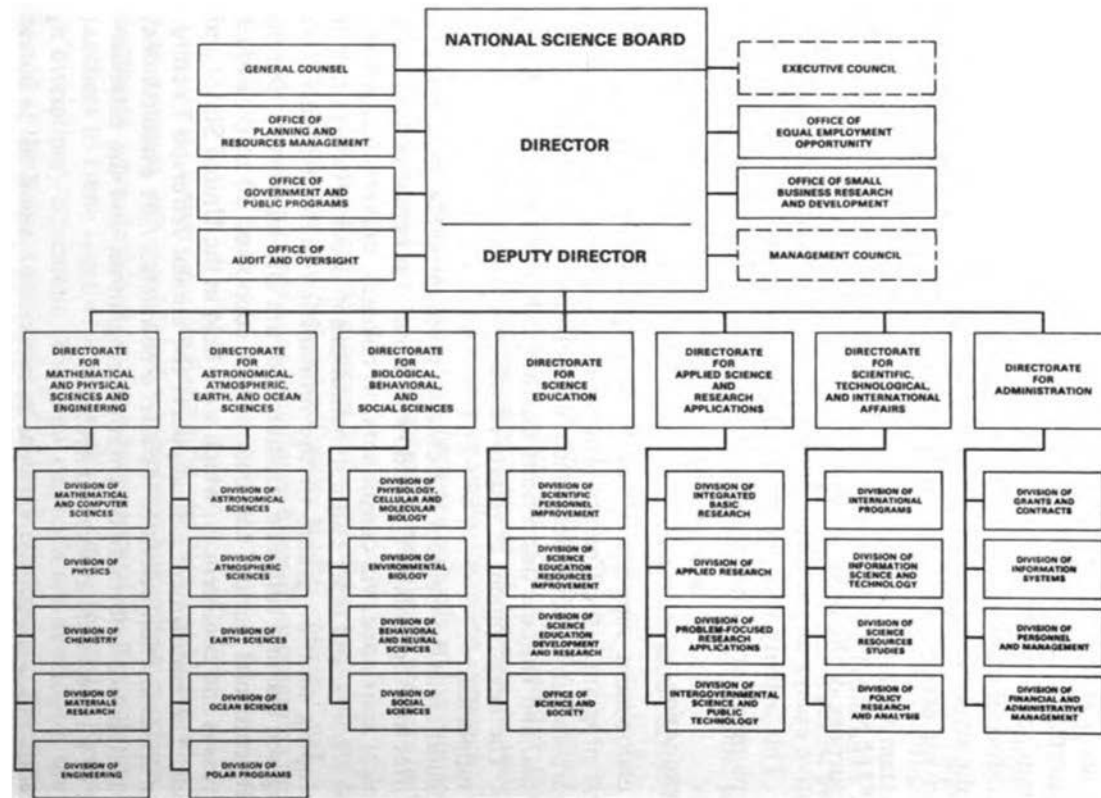 NATIONAL SCIENCE BOARD
DIRECTOR
DEPUTY DIRECTOR
GENERAL COUNSEL
OFFICE OF
PLANNING AND
RESOURCES MANAGEMENT
OFFICE OF
GOVERNMENT AND
PUBLIC PROGRAMS
OFFICE OF
AUDIT AND OVERSIGHT
EXECUTIVE COUNCIL
OFFICE OF
EQUAL EMPLOYMENT
OPPORTUNITY
OFFICE OF SMALL
BUSINESS RESEARCH
AND DEVELOPMENT
MANAGEMENT COUNCIL
DIRECTORATE
FOR
MATHEMATICAL
AND PHYSICAL
SCIENCES AND
ENGINEERING
DIVISION OF
MATHEMATICAL
AND COMPUTER
SCIENCES
DIVISION OF
PHYSICS
DIVISION OF
CHEMISTRY
DIVISION OF
MATERIALS
RESEARCH
DIVISION OF
ENGINEERING
DIRECTORATE
FOR
ASTRONOMICAL,
ATMOSPHERIC,
EARTH, AND OCEAN
SCIENCES
DIVISION OF
ASTRONOMICAL
SCIENCES
DIVISION OF
ATMOSPHERIC
SCIENCES
DIVISION OF
EARTH SCIENCES
DIVISION OF
OCEAN SCIENCES
DIVISION OF
POLAR PROGRAMS
DIRECTORATE
FOR
BIOLOGICAL,
BEHAVIORAL,
AND
SOCIAL SCIENCES
DIVISION OF
PHYSIOLOGY,
CELLULAR AND
MOLECULAR
BIOLOGY
DIVISION OF
ENVIRONMENTAL
BIOLOGY
DIVISION OF
BEHAVIORAL
AND NEURAL
SCIENCES
DIVISION OF
SOCIAL
SCIENCES
DIRECTORATE
FOR
SCIENCE
EDUCATION
DIVISION OF
SCIENTIFIC
PERSONNEL
IMPROVEMENT
DIVISION OF
SCIENCE
EDUCATION
RESOURCES
IMPROVEMENT
DIVISION OF
SCIENCE
EDUCATION
DEVELOPMENT
AND RESEARCH
OFFICE OF
SCIENCE AND
SOCIETY
DIRECTORATE
FOR
APPLIED SCIENCE
AND
RESEARCH
APPLICATIONS
DIVISION OF
INTEGRATED
BASIC
RESEARCH
DIVISION OF
APPLIED RESEARCH
DIVISION OF
PROBLEM-FOCUSED
RESEARCH
APPLICATIONS
DIVISION OF
INTERGOVERNMENTAL
SCIENCE AND
PUBLIC
TECHNOLOGY
DIRECTORATE
FOR
SCIENTIFIC,
TECHNOLOGICAL,
AND INTERNATIONAL
AFFAIRS
DIVISION OF
INTERNATIONAL
PROGRAMS
DIVISION OF
INFORMATION
SCIENCE AND
TECHNOLOGY
DIVISION OF
SCIENCE
RESOURCES
STUDIES
DIVISION OF
POLICY
RESEARCH
AND ANALYSIS
DIRECTORATE
FOR
ADMINISTRATION
DIVISION OF
GRANTS AND
CONTRACTS
DIVISION OF
INFORMATION
SYSTEMS
DIVISION OF
PERSONNEL
AND MANAGEMENT
DIVISION OF
FINANCIAL AND
ADMINISTRATIVE
MANAGEMENT